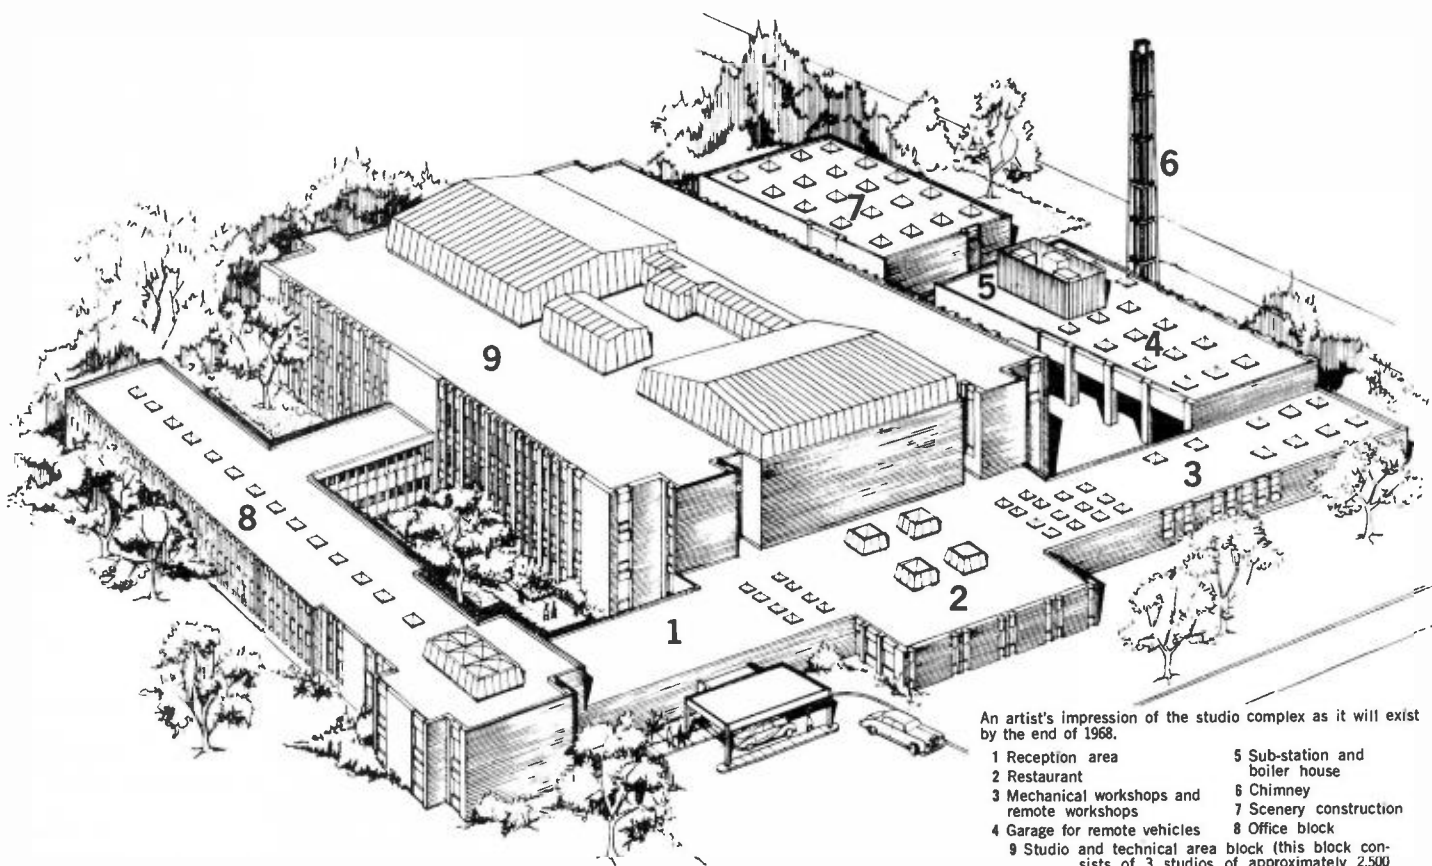 6
7
5
4
9
3
8
2
1
An artist's impression of the studio complex as it will exist
by the end of 1968.
1 Reception area
2 Restaurant
3 Mechanical workshops and
remote workshops
4 Garage for remote vehicles
5 Sub-station and
boiler house
6 Chimney
7 Scenery construction
8 Office block
9 Studio and technical area block (this block con-
sists of 3 studios of approximately 2,500